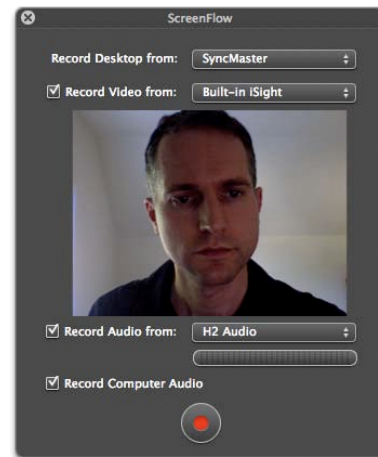 ScreenFlow
Record Desktop from: SyncMaster
Record Video from: Built-in iSight
Record Audio from: H2 Audio
Record Computer Audio